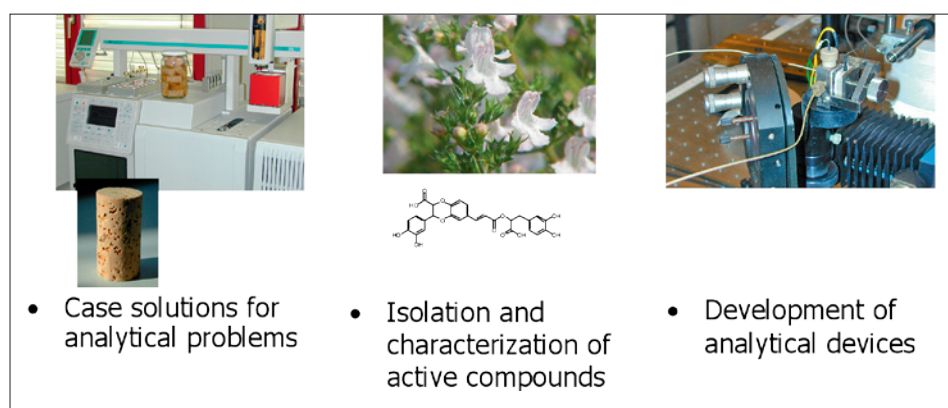 • Case solutions for
analytical problems
• Isolation and
characterization of
active compounds
• Development of
analytical devices